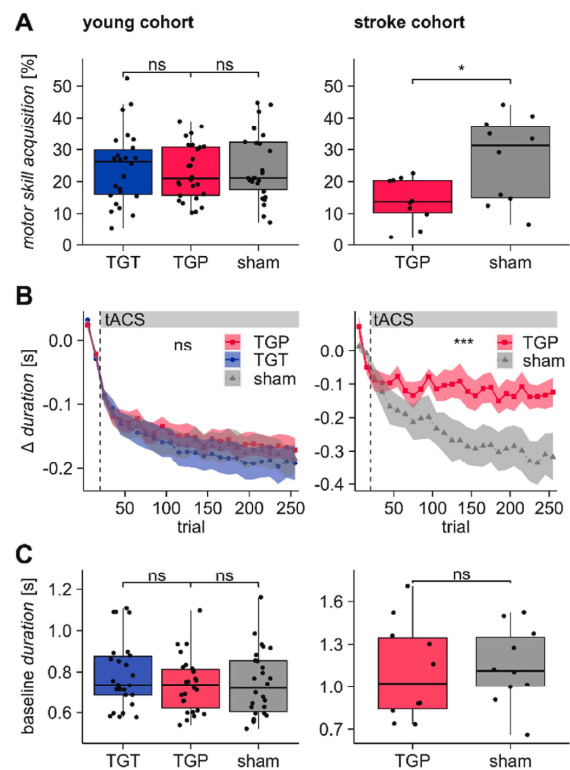 A
young cohort
stroke cohort
motor skill acquisition [%]
ns ns
50
40
30
20
10
0
TGT TGP sham
*
50
40
30
20
10
0
TGP sham
B
Δ duration [s]
tACS
0.0
-0.1
-0.2
ns
TGP
TGT
sham
50 100 150 200 250
trial
tACS
0.0
-0.1
-0.2
-0.3
-0.4
***
TGP
sham
50 100 150 200 250
trial
C
baseline duration [s]
ns ns
1.2
1.0
0.8
0.6
TGT TGP sham
ns
1.6
1.3
1.0
0.7
TGP sham